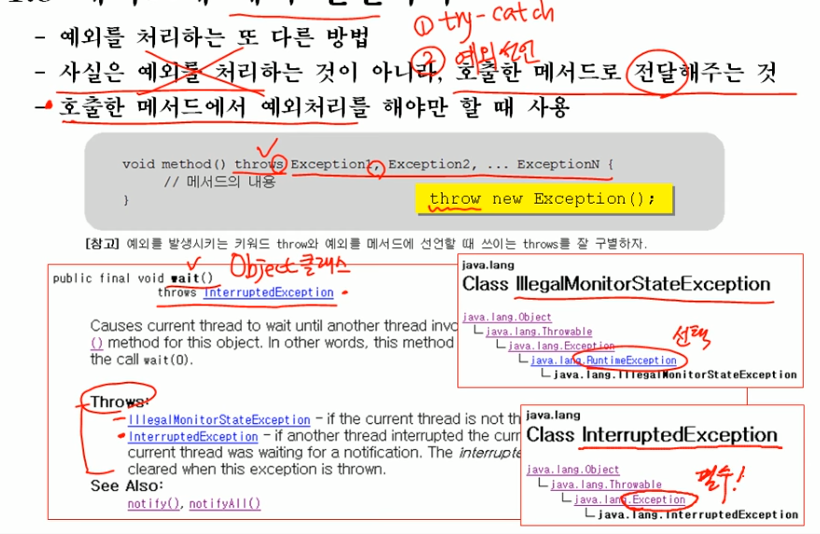 ① try-catch
- 예외를 처리하는 또 다른 방법
② 예외선언
- 사실은 예외를 처리하는 것이 아니라, 호출한 메서드로 전달해주는 것
- 호출한 메서드에서 예외처리를 해야만 할 때 사용
void method() throws Exception1, Exception2, ... ExceptionN {
// 메서드의 내용
}
throw new Exception();
[참고] 예외를 발생시키는 키워드 throw와 예외를 메서드에 선언할 때 쓰이는 throws를 잘 구별하자.
Object클래스
public final void wait()
throws InterruptedException
Causes current thread to wait until another thread
() method for this object. In other words, this method
the call wait(0).
Throws:
IllegalMonitorStateException - if the current thread is not
InterruptedException - if another thread interrupted the
current thread was waiting for a notification. The
cleared when this exception is thrown.
See Also:
notify(), notifyAll()
java.lang
Class IllegalMonitorStateException
java.lang.Object
java.lang.Throwable
java.lang.Exception
java.lang.RuntimeException
선택
java.lang.IllegalMonitorStateException
java.lang
Class InterruptedException
java.lang.Object
java.lang.Throwable
java.lang.Exception
필수!
java.lang.InterruptedException